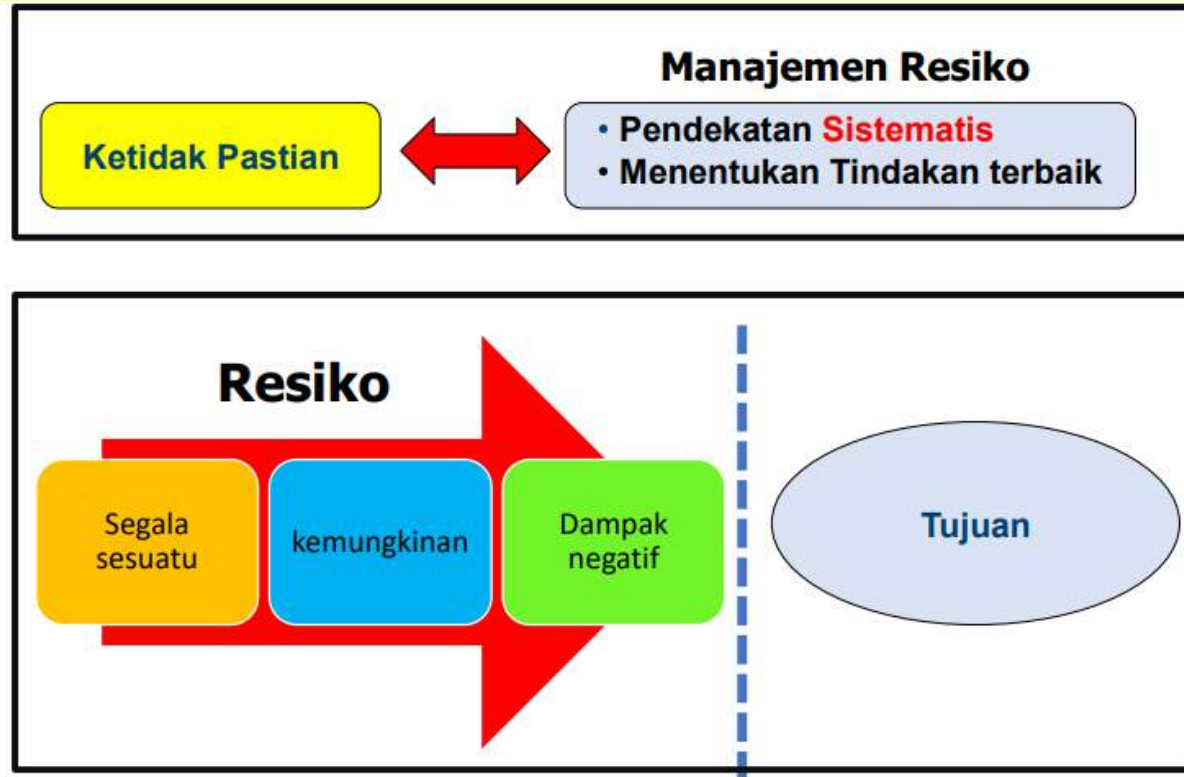 Manajemen Resiko
Ketidak Pastian
• Pendekatan Sistematis
• Menentukan Tindakan terbaik
Resiko
Segala
sesuatu
kemungkinan
Dampak
negatif
Tujuan